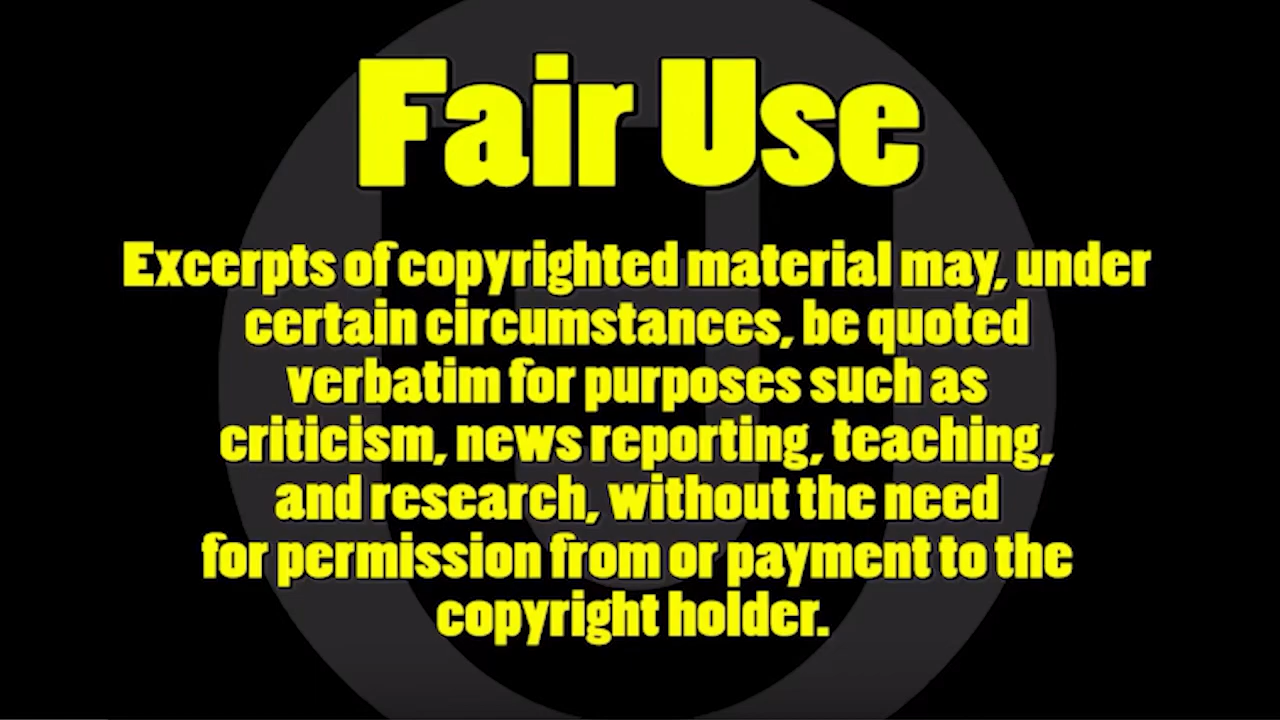 Fair Use
Excerpts of copyrighted material may, under
certain circumstances, be quoted
verbatim for purposes such as
criticism, news reporting, teaching,
and research, without the need
for permission from or payment to the
copyright holder.